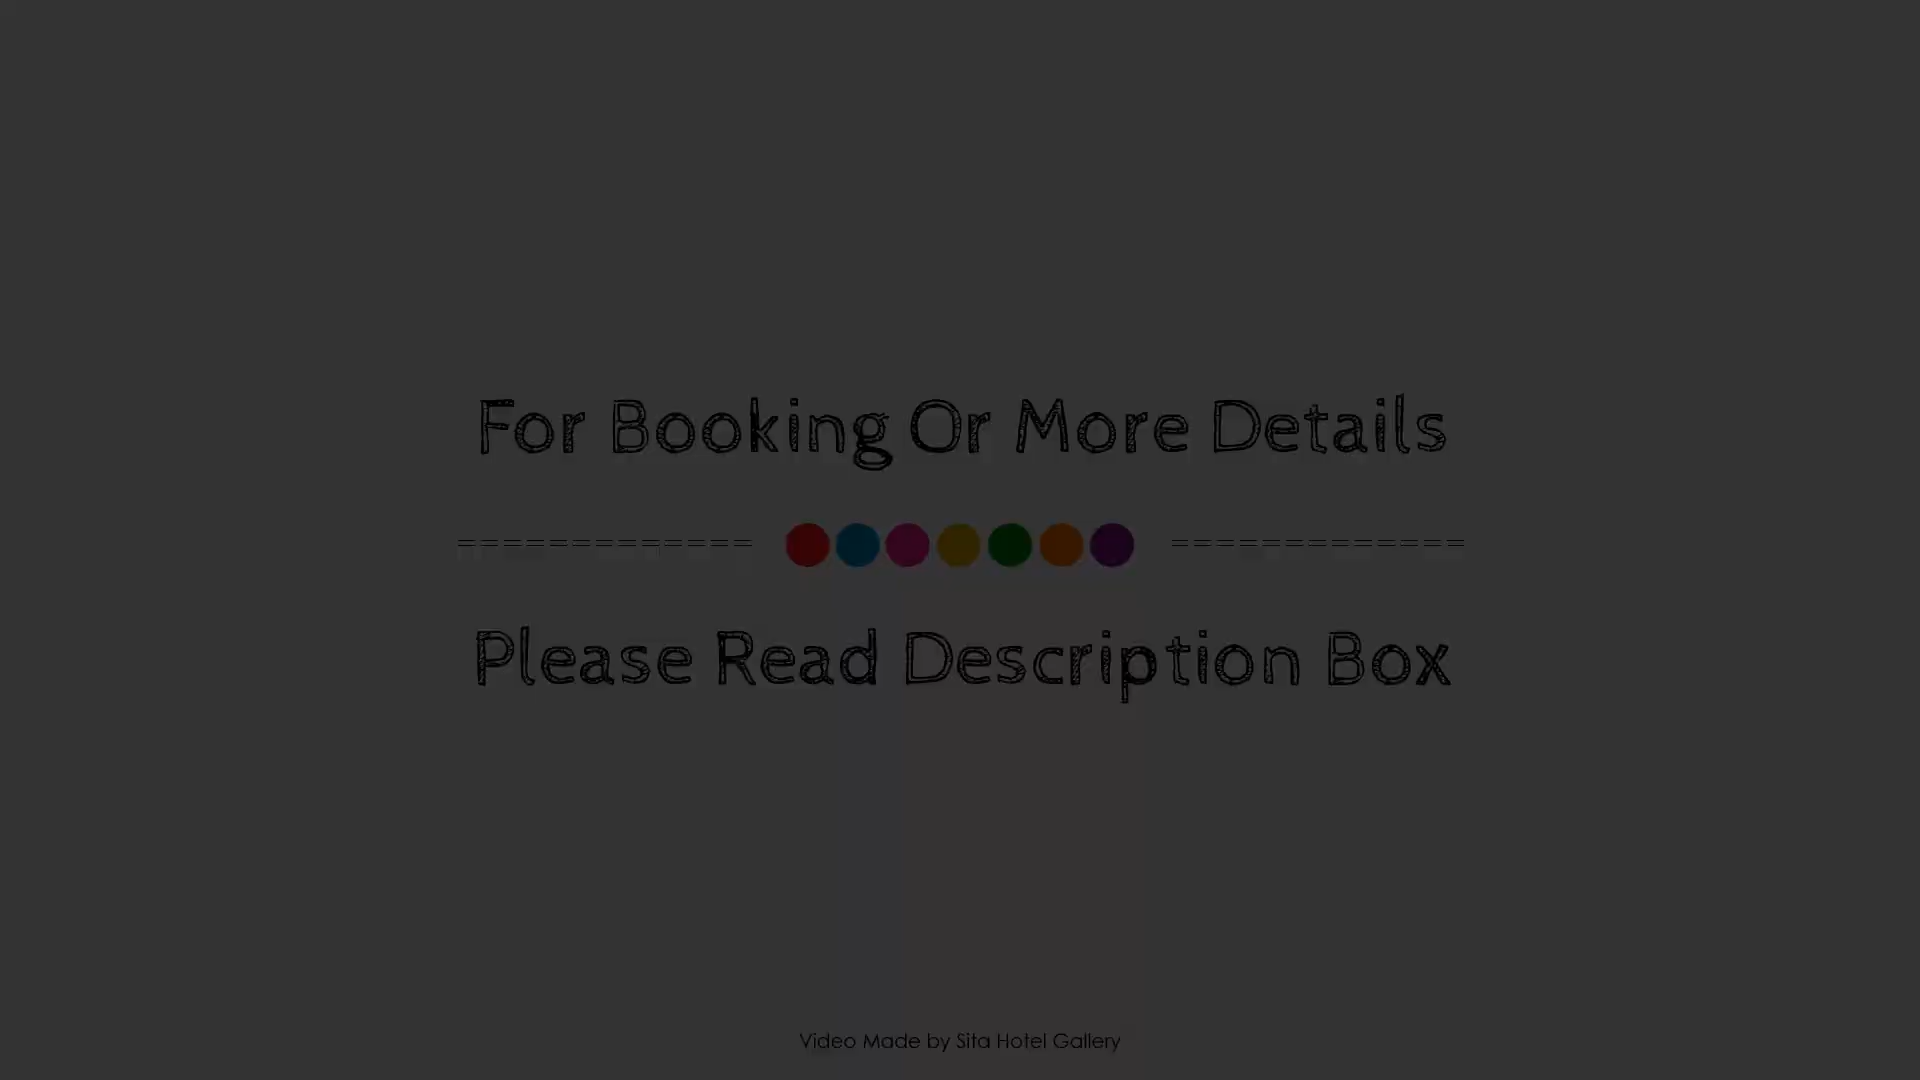 For Booking Or More Details
============= =============
Please Read Description Box
Video Made by Sita Hotel Gallery